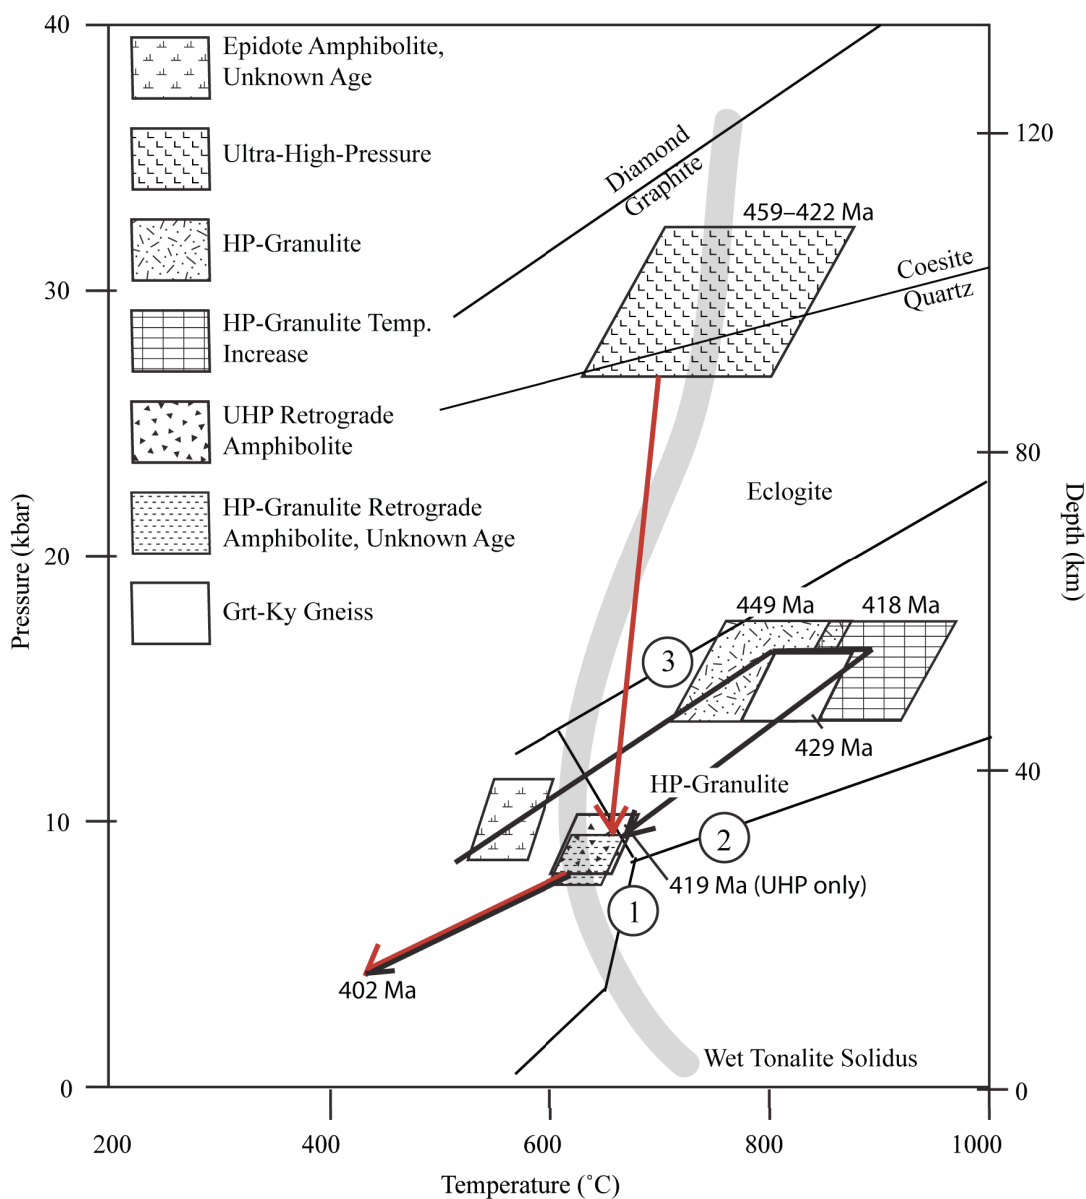 40
30
20
10
0
Pressure (kbar)
Epidote Amphibolite,
Unknown Age
Ultra-High-Pressure
HP-Granulite
HP-Granulite Temp.
Increase
UHP Retrograde
Amphibolite
HP-Granulite Retrograde
Amphibolite, Unknown Age
Grt-Ky Gneiss
Diamond
Graphite
459–422 Ma
Coesite
Quartz
Eclogite
449 Ma
418 Ma
3
429 Ma
HP-Granulite
2
419 Ma (UHP only)
1
402 Ma
Wet Tonalite Solidus
120
80
40
0
Depth (km)
200
400
600
800
1000
Temperature (˚C)